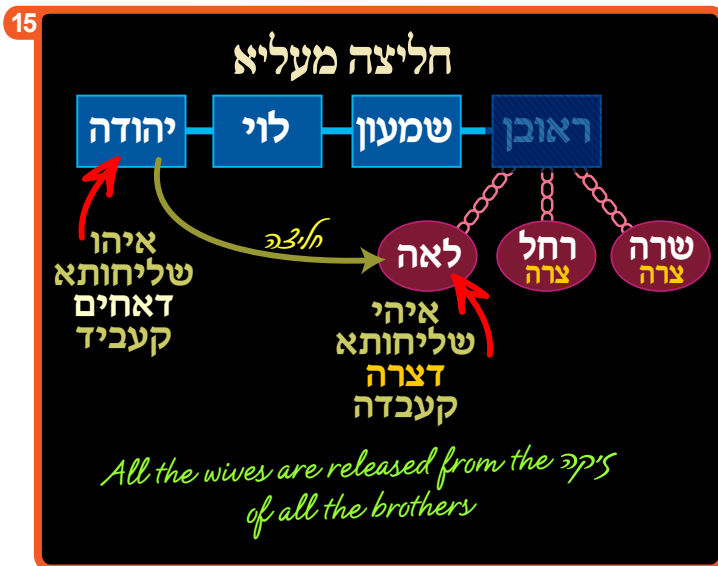 15
חליצה מעליא
ראובן שמעון לוי יהודה
חליצה
שרה
צרה
רחל
צרה
לאה
איהו
שליחותא
דאחים
קעביד
איהי
שליחותא
דצרה
קעבדה
All the wives are released from the זיקה
of all the brothers